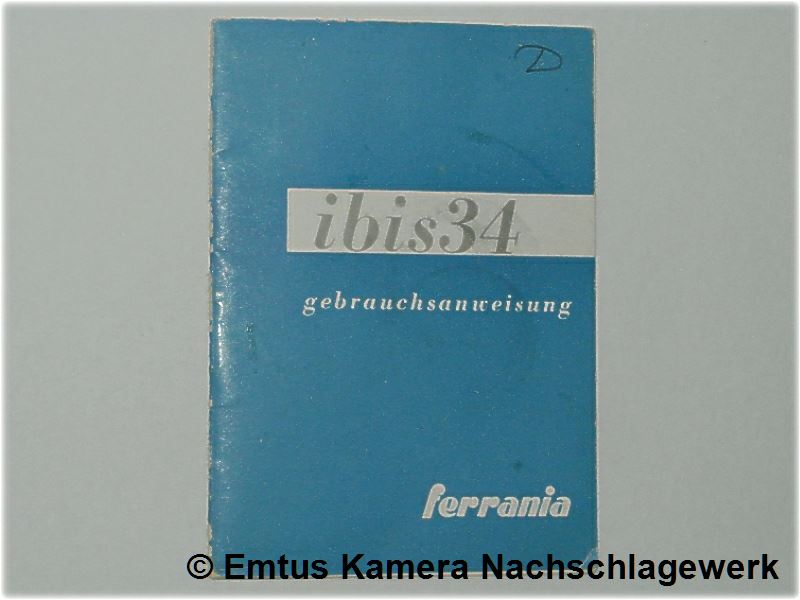 D
ibis34
gebrauchsanweisung
ferrania
© Emtus Kamera Nachschlagewerk